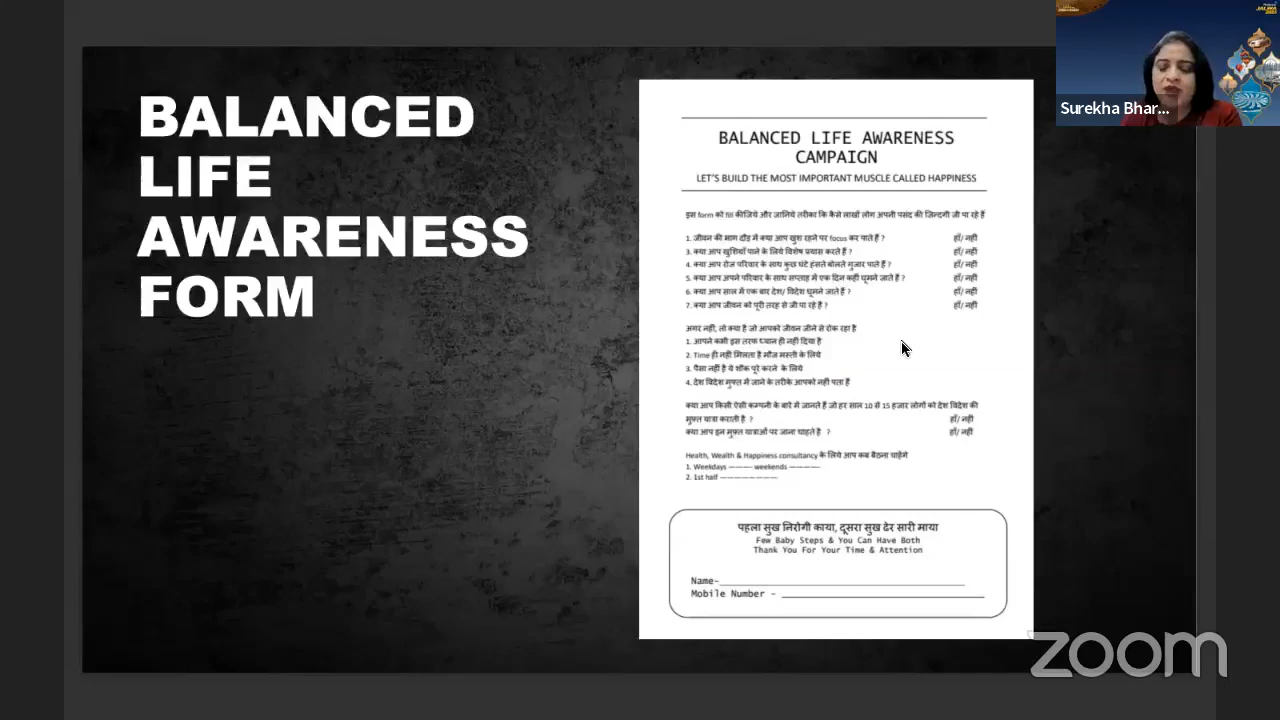 BALANCED
LIFE
AWARENESS
FORM
BALANCED LIFE AWARENESS
CAMPAIGN
LET'S BUILD THE MOST IMPORTANT MUSCLE CALLED HAPPINESS
इस form को fill कीजिये और जानिये तरीका कि कैसे लाखों लोग अपनी पसंद की ज़िन्दगी जी पा रहे हैं
1. जीवन की भाग दौड़ में क्या आप खुश रहने पर focus कर पाते हैं ? हाँ/ नहीं
3. क्या आप खुशियाँ पाने के लिये विशेष प्रयास करते हैं ? हाँ/ नहीं
4. क्या आप रोज परिवार के साथ कुछ घंटे हंसते बोलते गुजार पाते हैं ? हाँ/ नहीं
5. क्या आप अपने परिवार के साथ सप्ताह में एक दिन कहीं घूमने जाते हैं ? हाँ/ नहीं
6. क्या आप साल में एक बार देश/ विदेश घूमने जाते हैं ? हाँ/ नहीं
7. क्या आप जीवन को पूरी तरह से जी पा रहे हैं ? हाँ/ नहीं
अगर नहीं, तो क्या है जो आपको जीवन जीने से रोक रहा है
1. आपने कभी इस तरफ ध्यान ही नहीं दिया है
2. Time ही नहीं मिलता है मौज मस्ती के लिये
3. पैसा नहीं है ये शौक पूरे करने के लिये
4. देश विदेश मुफ्त में जाने के तरीके आपको नहीं पता हैं
क्या आप किसी ऐसी कम्पनी के बारे में जानते हैं जो हर साल 10 से 15 हजार लोगों को देश विदेश की
मुफ़्त यात्रा कराती है ? हाँ/ नहीं
क्या आप इन मुफ़्त यात्राओं पर जाना चाहते है ? हाँ/ नहीं
Health, Wealth & Happiness consultancy के लिये आप कब बैठना चाहेंगे
1. Weekdays ———- weekends ————-
2. 1st half ————————
पहला सुख निरोगी काया, दूसरा सुख ढेर सारी माया
Few Baby Steps & You Can Have Both
Thank You For Your Time & Attention
Name-
Mobile Number -
Surekha Bhar...
zoom